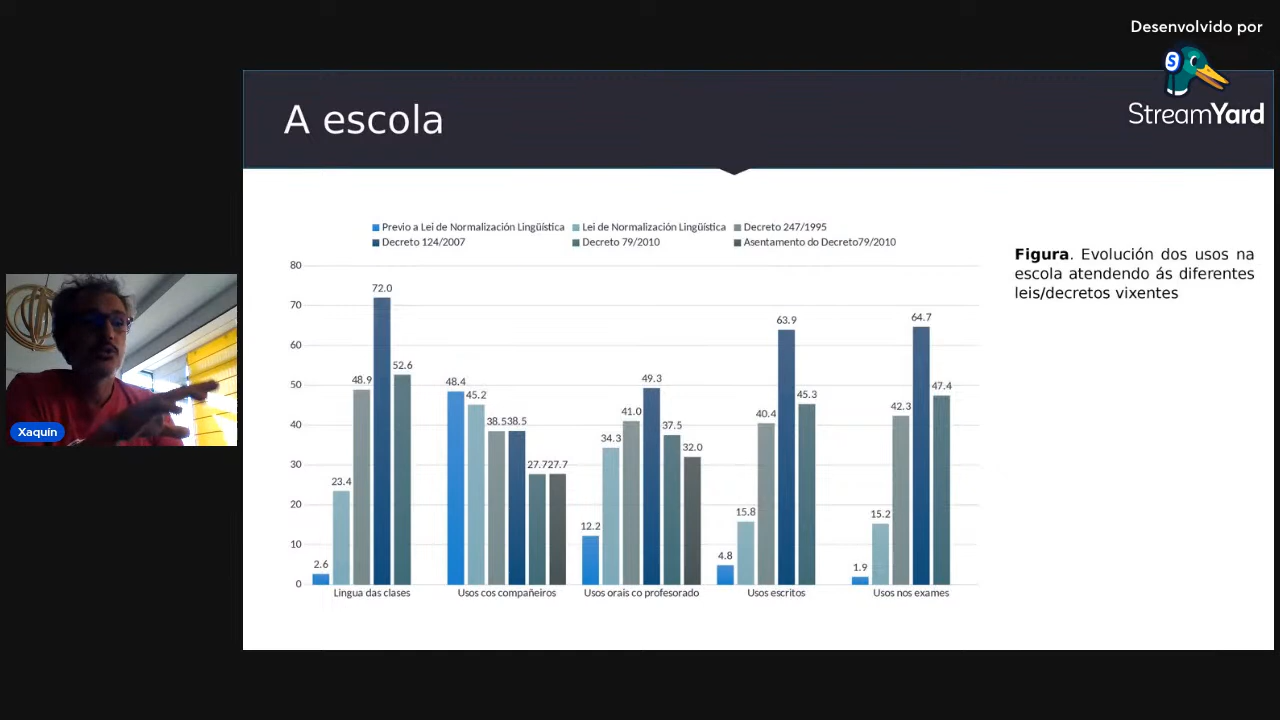 Desenvolvido por
StreamYard
A escola
Previo a Lei de Normalización Lingüística
Lei de Normalización Lingüística
Decreto 247/1995
Decreto 124/2007
Decreto 79/2010
Asentamento do Decreto79/2010
80
70
60
50
40
30
20
10
0
2.6
23.4
48.9
72.0
52.6
48.4
45.2
38.5
38.5
27.7
27.7
12.2
34.3
41.0
49.3
37.5
32.0
4.8
15.8
40.4
63.9
45.3
1.9
15.2
42.3
64.7
47.4
Lingua das clases
Usos cos compañeiros
Usos orais co profesorado
Usos escritos
Usos nos exames
Figura. Evolución dos usos na
escola atendendo ás diferentes
leis/decretos vixentes
Xaquín